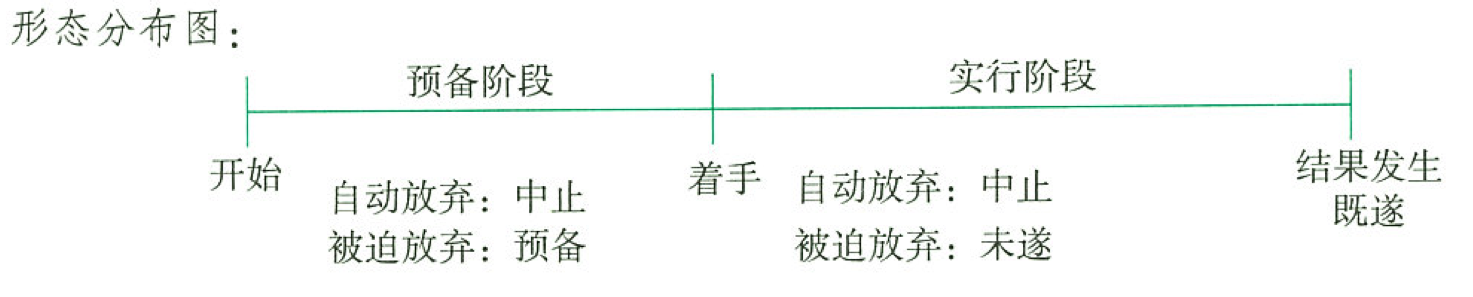 形态分布图：
预备阶段
实行阶段
开始
着手
结果发生
既遂
自动放弃：中止
被迫放弃：预备
自动放弃：中止
被迫放弃：未遂